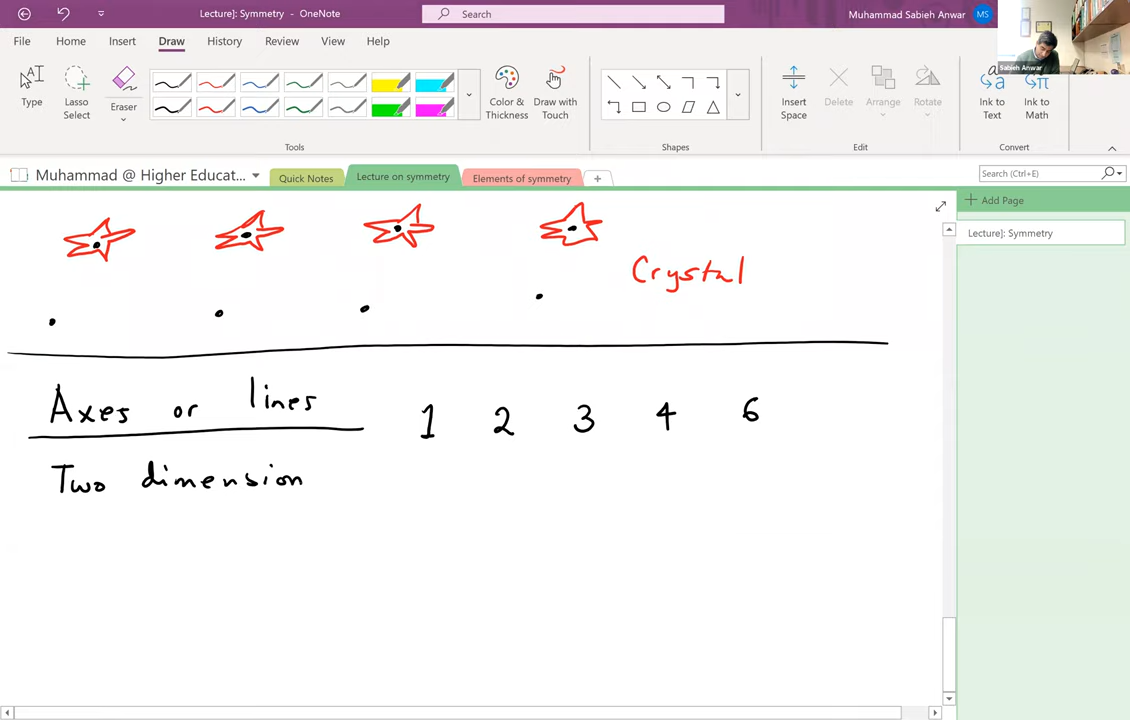 Lecture]: Symmetry - OneNote
Search
Muhammad Sabieh Anwar
MS
File Home Insert Draw History Review View Help
Sabieh Anwar
Type
Lasso Select
Eraser
Color & Thickness
Draw with Touch
Insert Space
Delete
Arrange
Rotate
Ink to Text
Ink to Math
Tools
Shapes
Edit
Convert
Muhammad @ Higher Educat...
Quick Notes
Lecture on symmetry
Elements of symmetry
Search (Ctrl+E)
Add Page
Lecture]: Symmetry
Crystal
Axes or lines 1 2 3 4 6
Two dimension